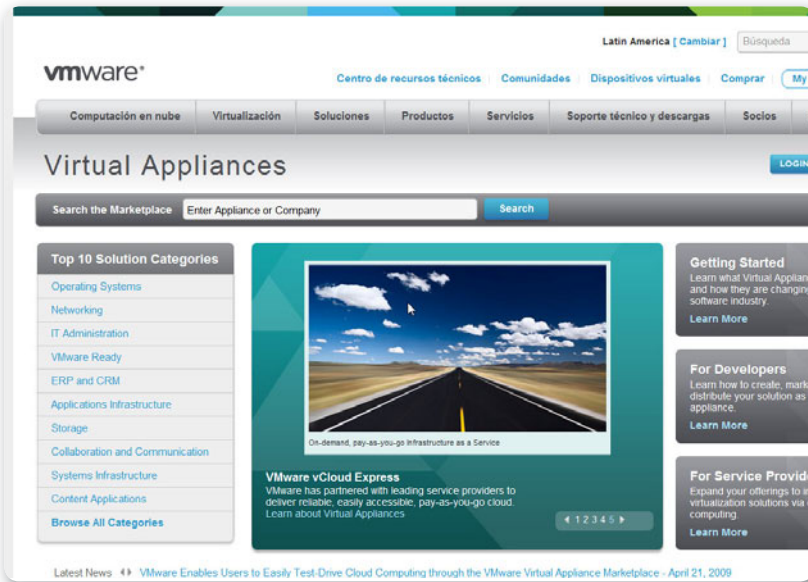 Latin America [ Cambiar ] Búsqueda
vmware
Centro de recursos técnicos Comunidades Dispositivos virtuales Comprar My
Computación en nube Virtualización Soluciones Productos Servicios Soporte técnico y descargas Socios
Virtual Appliances
LOGIN
Search the Marketplace Enter Appliance or Company Search
Top 10 Solution Categories
Operating Systems
Networking
IT Administration
VMware Ready
ERP and CRM
Applications Infrastructure
Storage
Collaboration and Communication
Systems Infrastructure
Content Applications
Browse All Categories
On-demand, pay-as-you-go Infrastructure as a Service
VMware vCloud Express
VMware has partnered with leading service providers to
deliver reliable, easily accessible, pay-as-you-go cloud.
Learn about Virtual Appliances
1 2 3 4 5
Getting Started
Learn what Virtual Applian
and how they are changing
software industry.
Learn More
For Developers
Learn how to create, mark
distribute your solution as
appliance.
Learn More
For Service Provid
Expand your offerings to i
virtualization solutions via
computing.
Learn More
Latest News VMware Enables Users to Easily Test-Drive Cloud Computing through the VMware Virtual Appliance Marketplace - April 21, 2009